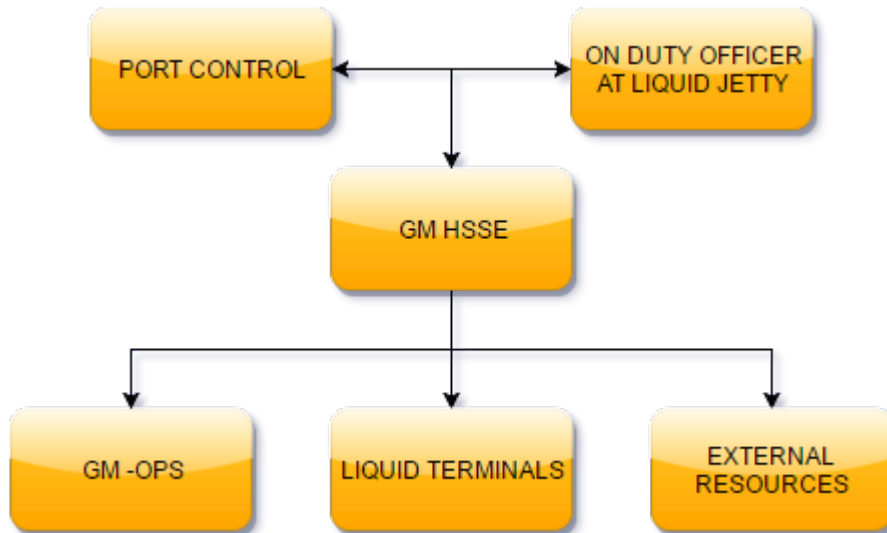 PORT CONTROL
ON DUTY OFFICER
AT LIQUID JETTY
GM HSSE
GM -OPS
LIQUID TERMINALS
EXTERNAL
RESOURCES